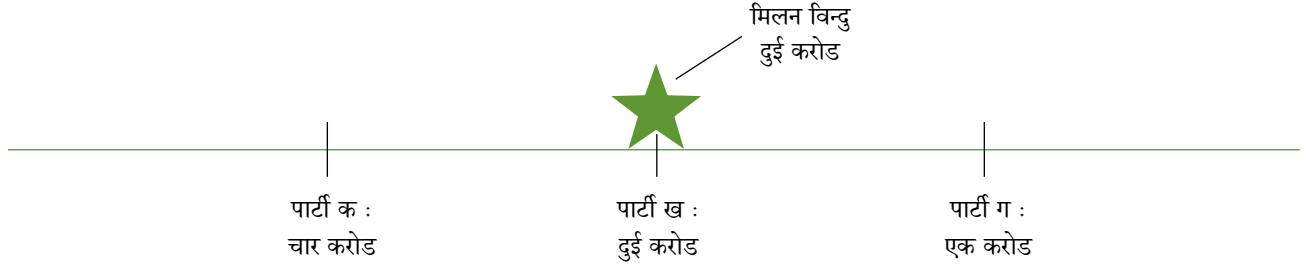 मिलन विन्दु
दुई करोड
पार्टी क :
चार करोड
पार्टी ख :
दुई करोड
पार्टी ग :
एक करोड